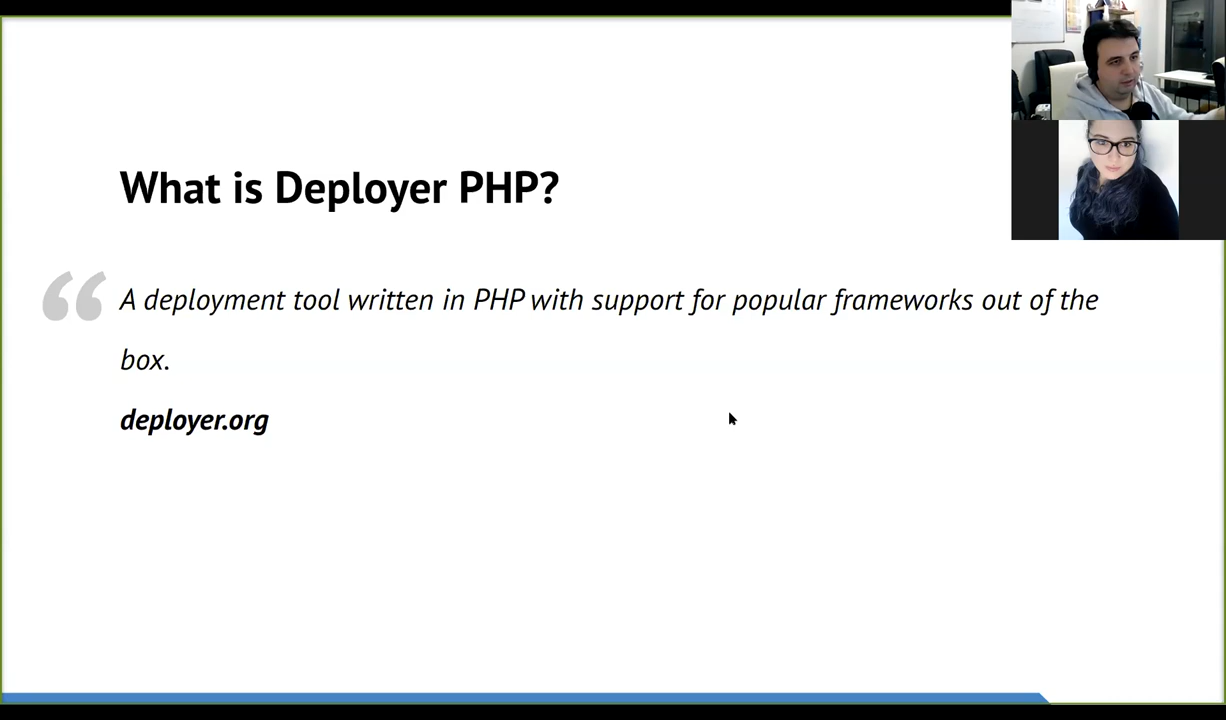 What is Deployer PHP?
“ A deployment tool written in PHP with support for popular frameworks out of the
box.
deployer.org